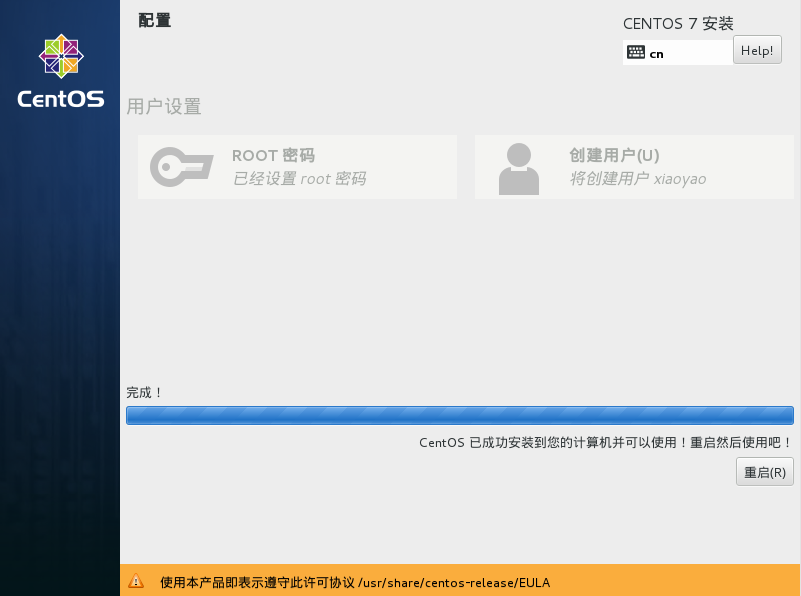 配置
CENTOS 7 安装
cn
Help!
CentOS
用户设置
ROOT 密码
已经设置 root 密码
创建用户(U)
将创建用户 xiaoyao
完成！
CentOS 已成功安装到您的计算机并可以使用！重启然后使用吧！
重启(R)
使用本产品即表示遵守此许可协议 /usr/share/centos-release/EULA